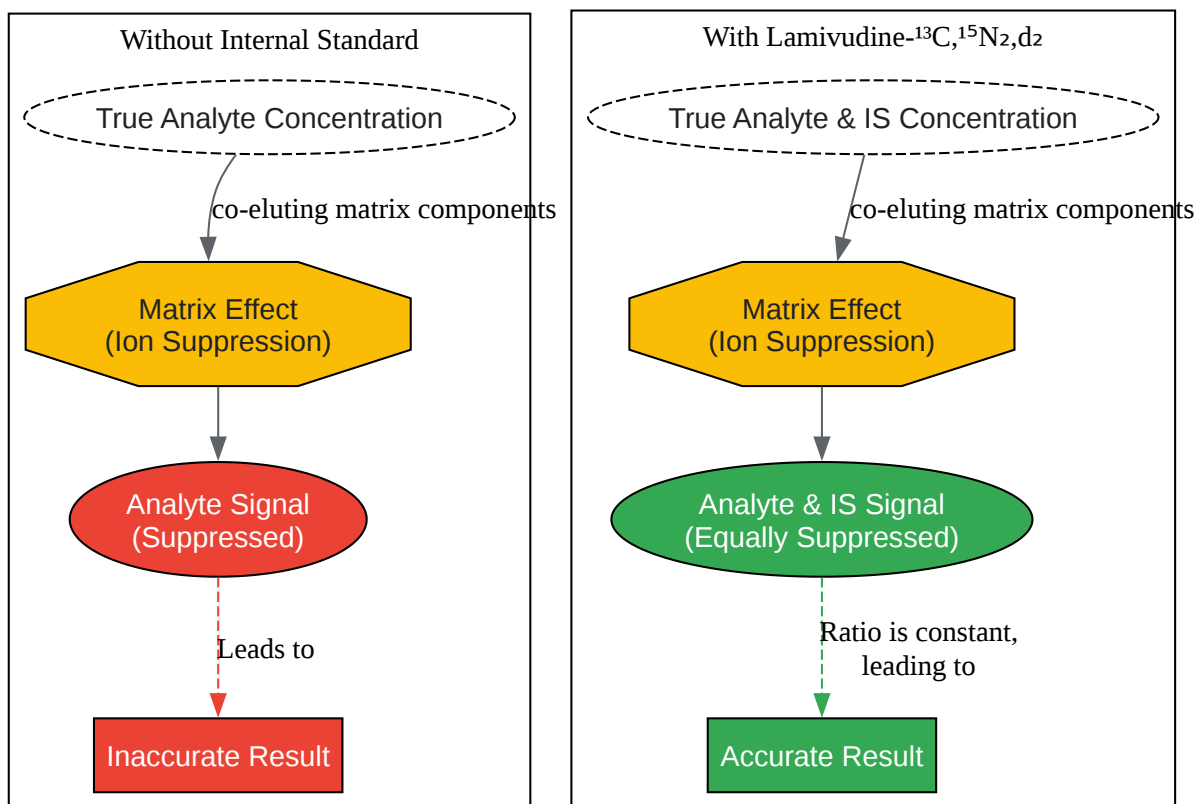 Without Internal Standard
True Analyte Concentration
co-eluting matrix components
Matrix Effect
(Ion Suppression)
Analyte Signal
(Suppressed)
Leads to
Inaccurate Result
With Lamivudine-¹³C,¹⁵N₂,d₂
True Analyte & IS Concentration
co-eluting matrix components
Matrix Effect
(Ion Suppression)
Analyte & IS Signal
(Equally Suppressed)
Ratio is constant,
leading to
Accurate Result